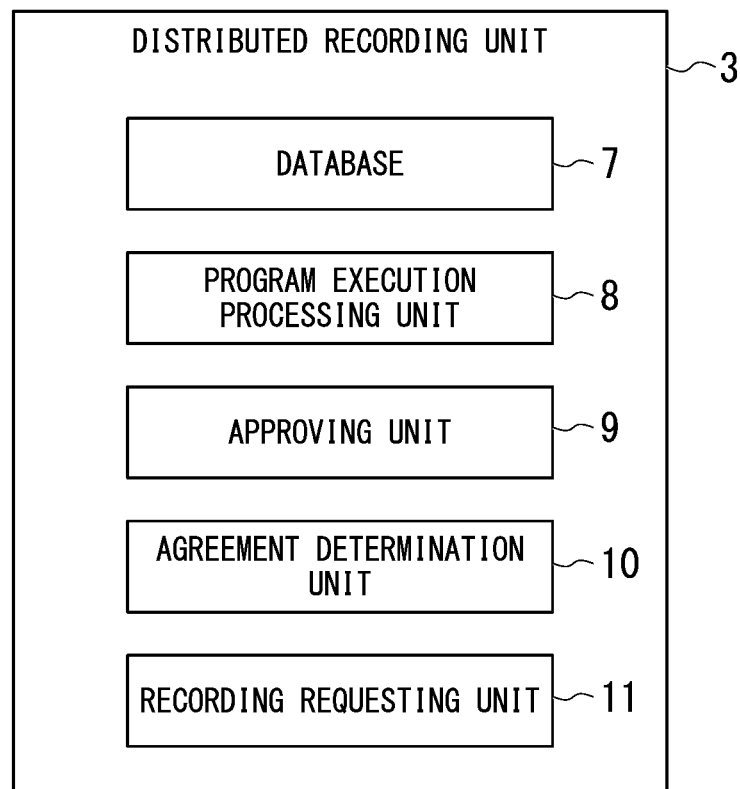 DISTRIBUTED RECORDING UNIT
3
DATABASE
7
PROGRAM EXECUTION
PROCESSING UNIT
8
APPROVING UNIT
9
AGREEMENT DETERMINATION
UNIT
10
RECORDING REQUESTING UNIT
11